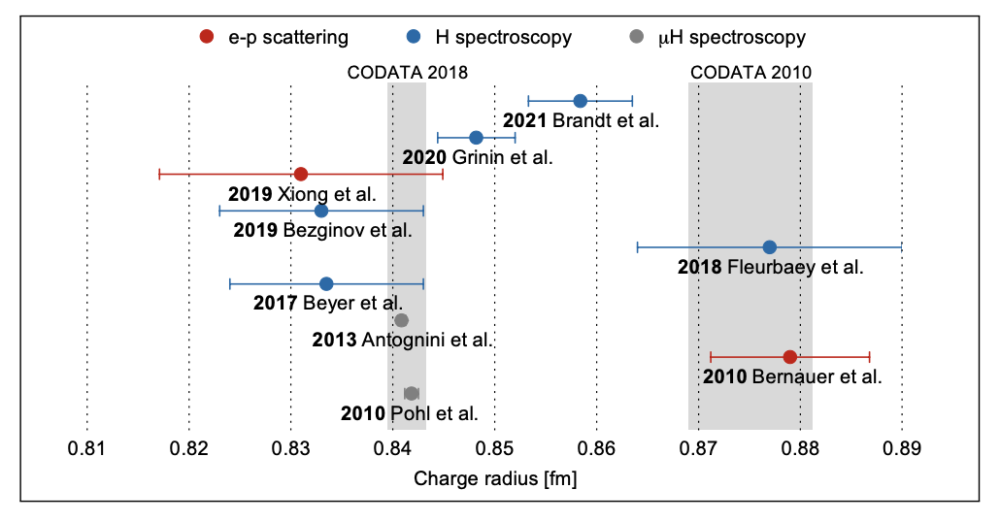 e-p scattering
H spectroscopy
μH spectroscopy
CODATA 2018
CODATA 2010
2021 Brandt et al.
2020 Grinin et al.
2019 Xiong et al.
2019 Bezginov et al.
2018 Fleurbaey et al.
2017 Beyer et al.
2013 Antognini et al.
2010 Bernauer et al.
2010 Pohl et al.
0.81 0.82 0.83 0.84 0.85 0.86 0.87 0.88 0.89
Charge radius [fm]